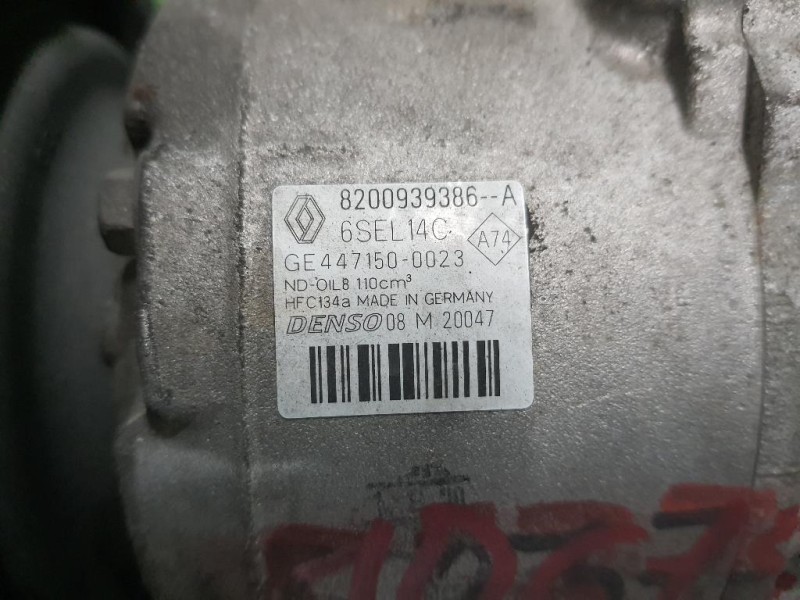 8200939386--A
6SEL14C
A74
GE447150-0023
ND-OIL8 110cm³
HFC134a MADE IN GERMANY
DENSO 08 M 20047